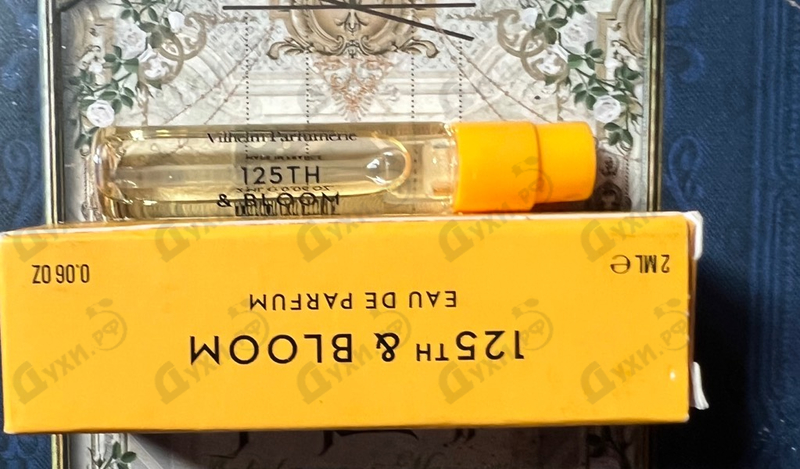 Vilhelm Parfumerie
125TH
& BLOOM
125TH & BLOOM
EAU DE PARFUM
2 ML ℮
0.06 OZ
Духи.рф